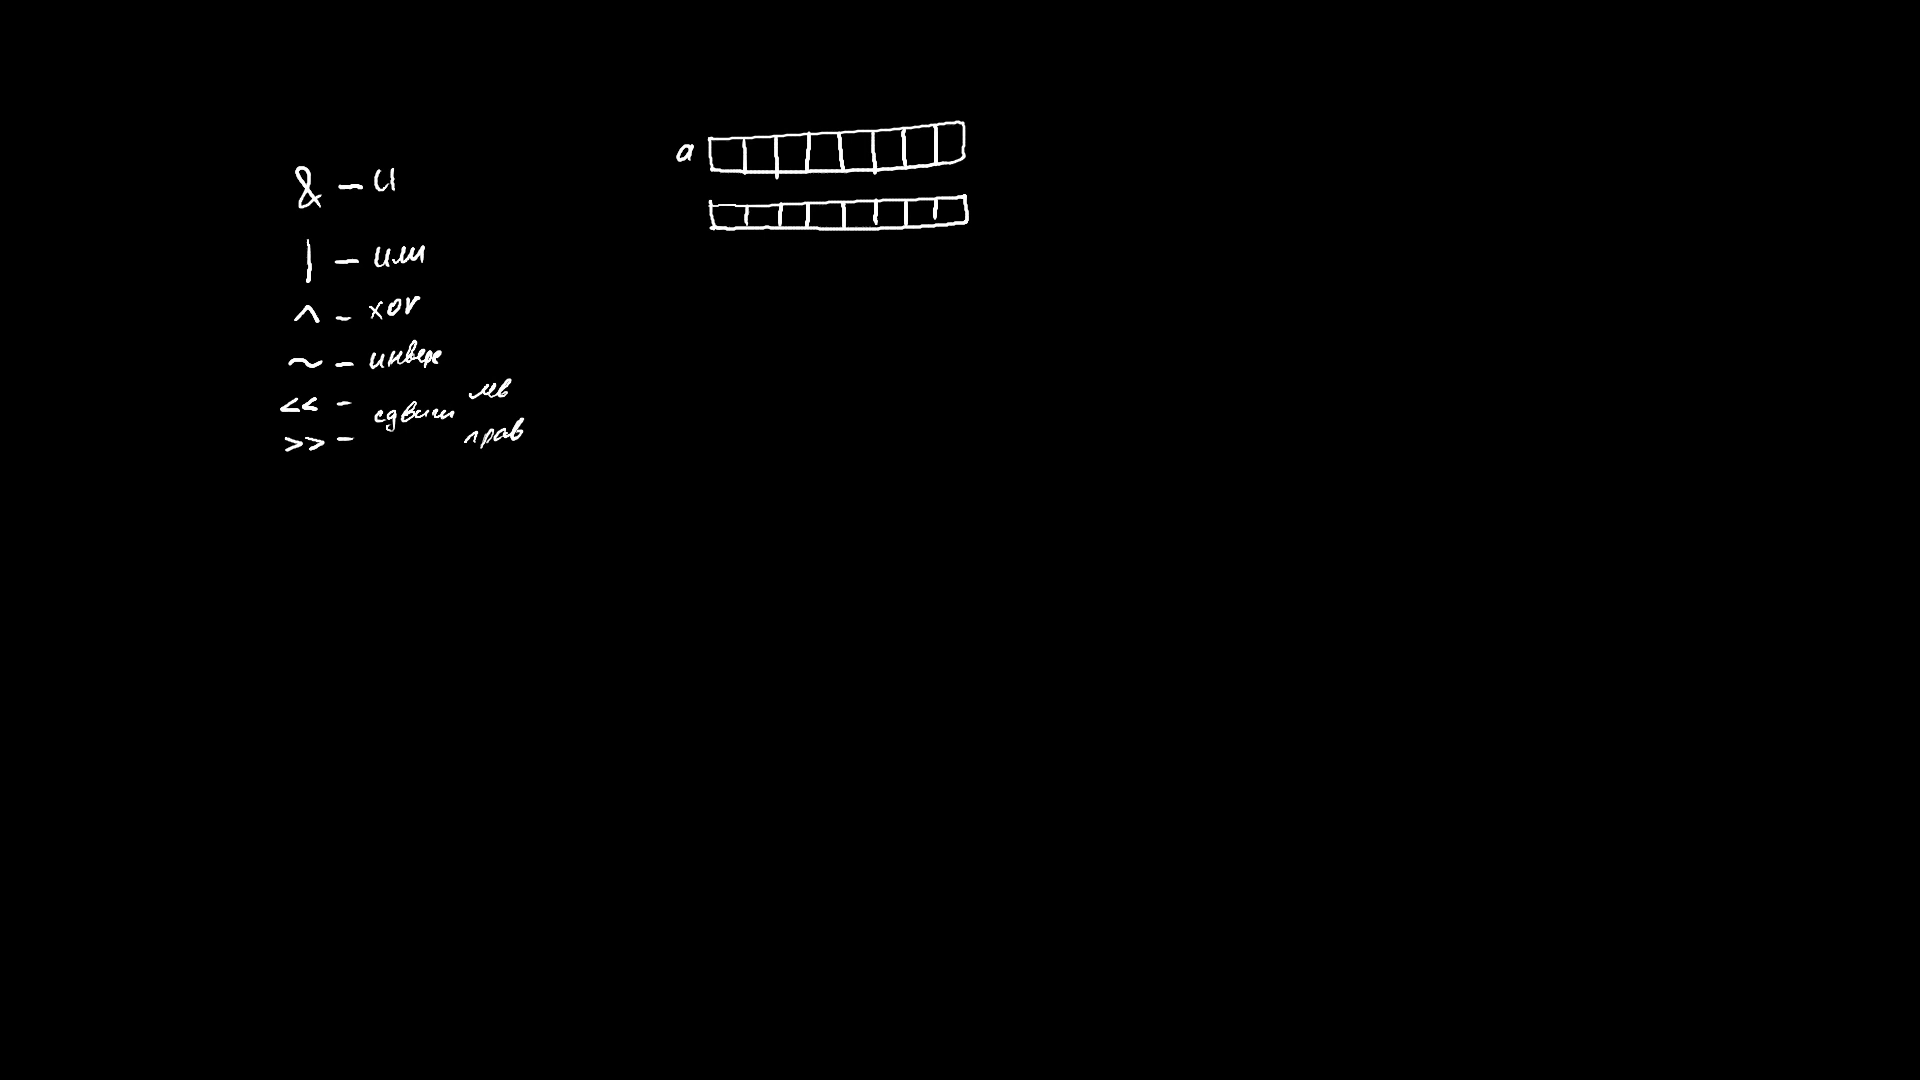 & - и
| - или
^ - xor
~ - инверс
<< - сдвиги лев
>> - прав
a